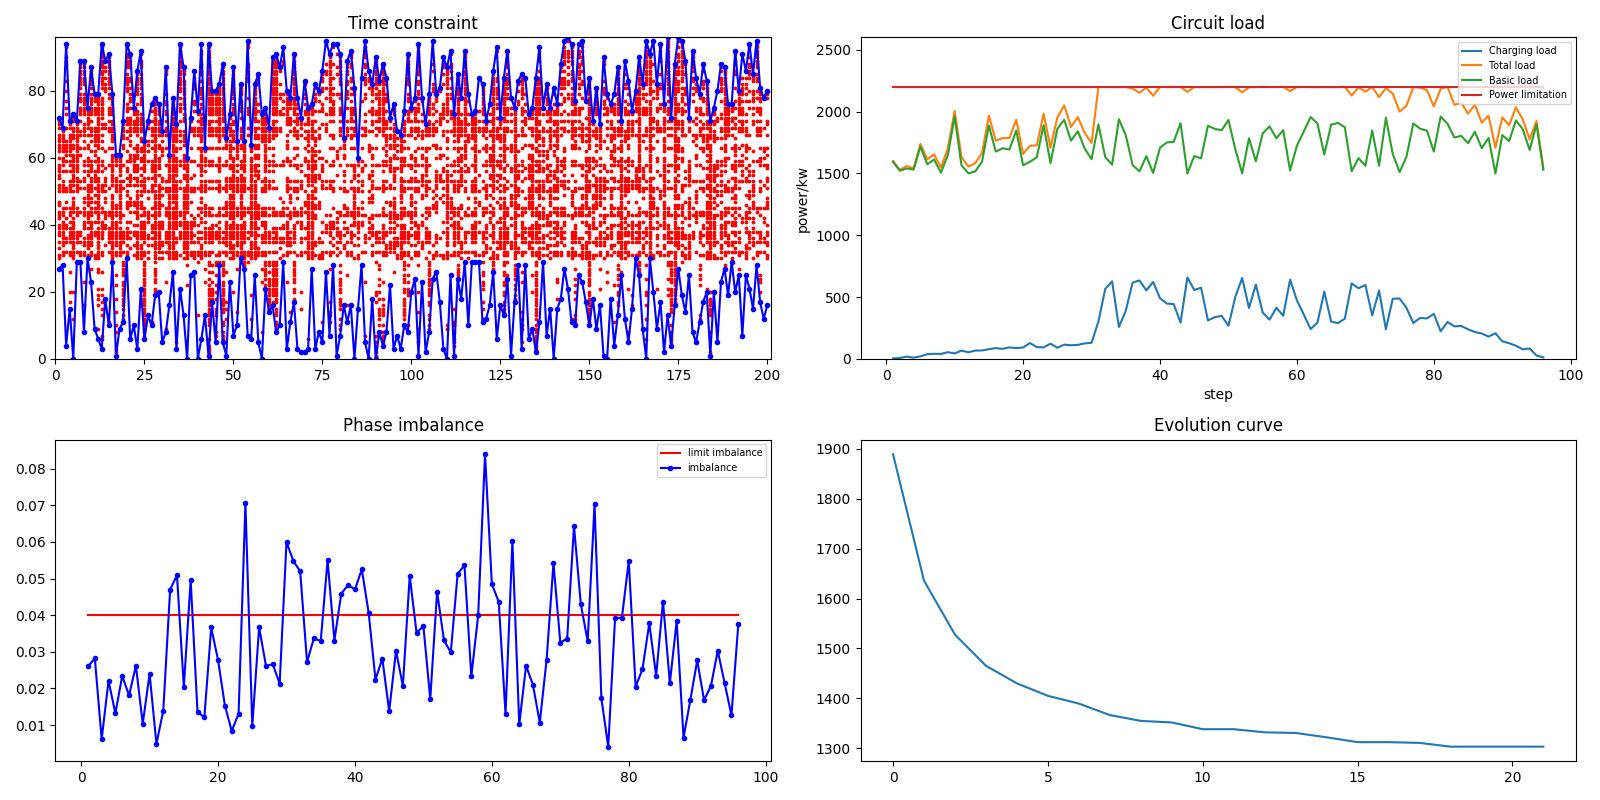 Time constraint
80
60
40
20
0
0 25 50 75 100 125 150 175 200
Circuit load
2500
2000
1500
1000
500
0
power/kw
Charging load
Total load
Basic load
Power limitation
0 20 40 60 80 100
step
Phase imbalance
0.08
0.07
0.06
0.05
0.04
0.03
0.02
0.01
limit imbalance
imbalance
0 20 40 60 80 100
Evolution curve
1900
1800
1700
1600
1500
1400
1300
0 5 10 15 20